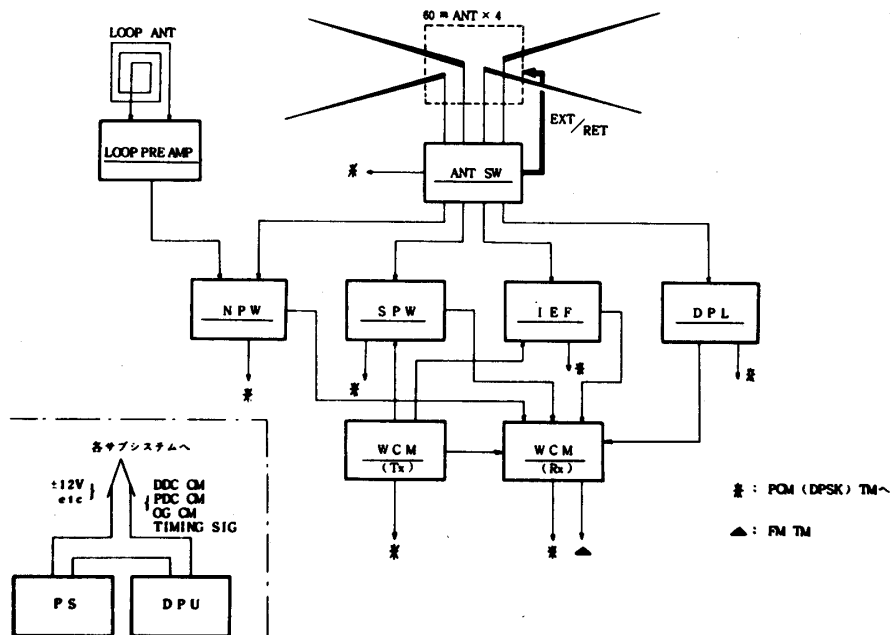 60 m ANT × 4
LOOP ANT
EXT/RET
LOOP PRE AMP
ANT SW
※
NPW
SPW
IEF
DPL
※
※
※
※
WCM
(Tx)
WCM
(Rx)
各サブシステムへ
±12V
etc
DDC CM
PDC CM
OG CM
TIMING SIG
※: PCM (DPSK) TMへ
▲: FM TM
※
※
▲
PS
DPU